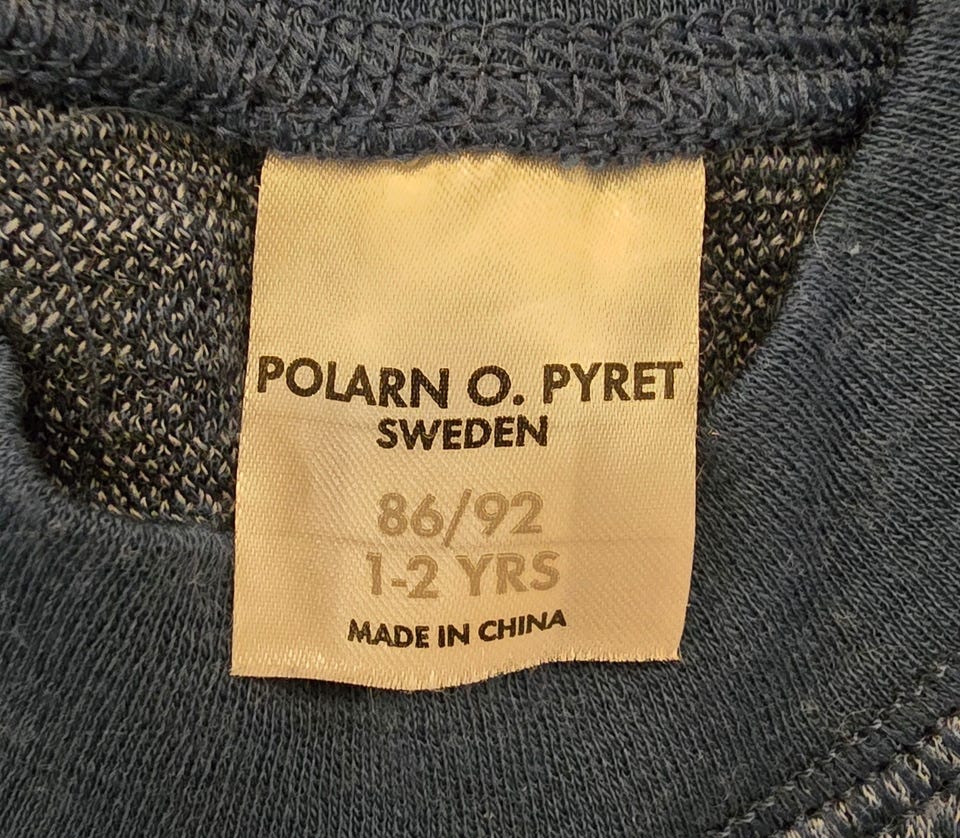 POLARN O. PYRET
SWEDEN
86/92
1-2 YRS
MADE IN CHINA